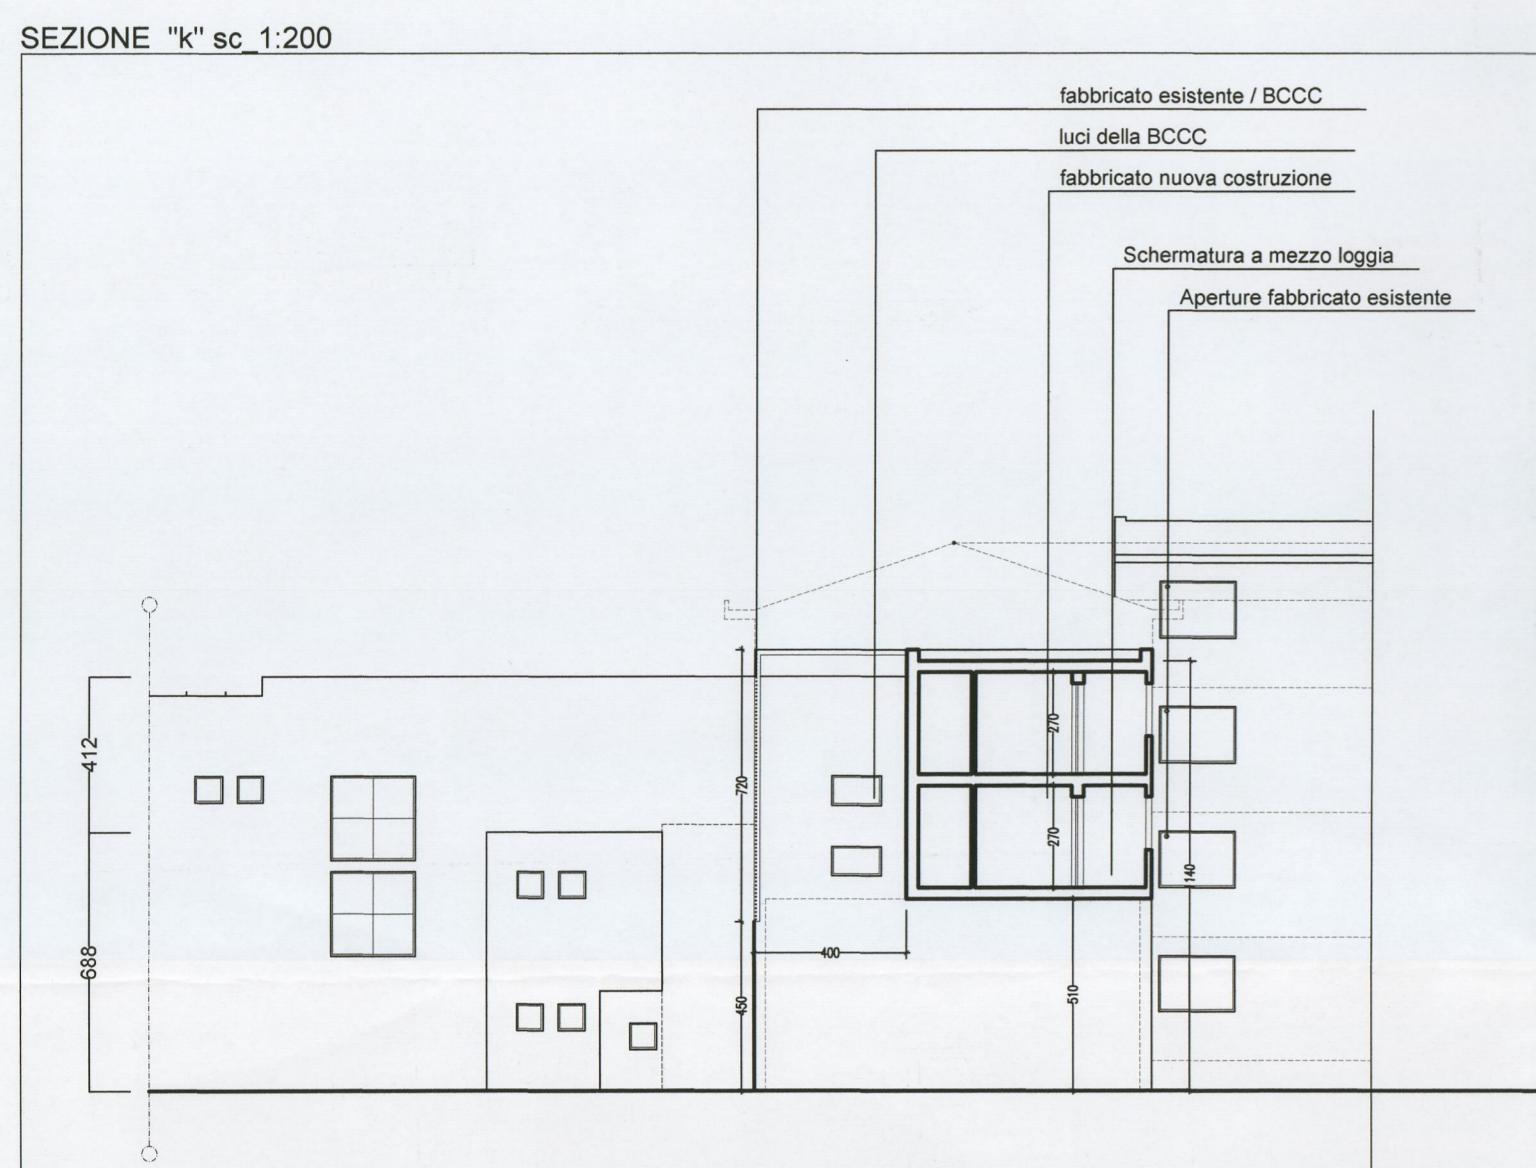 SEZIONE "k" sc_1:200
fabbricato esistente / BCCC
luci della BCCC
fabbricato nuova costruzione
Schermatura a mezzo loggia
Aperture fabbricato esistente
412
688
720
450
400
270
270
510
1140